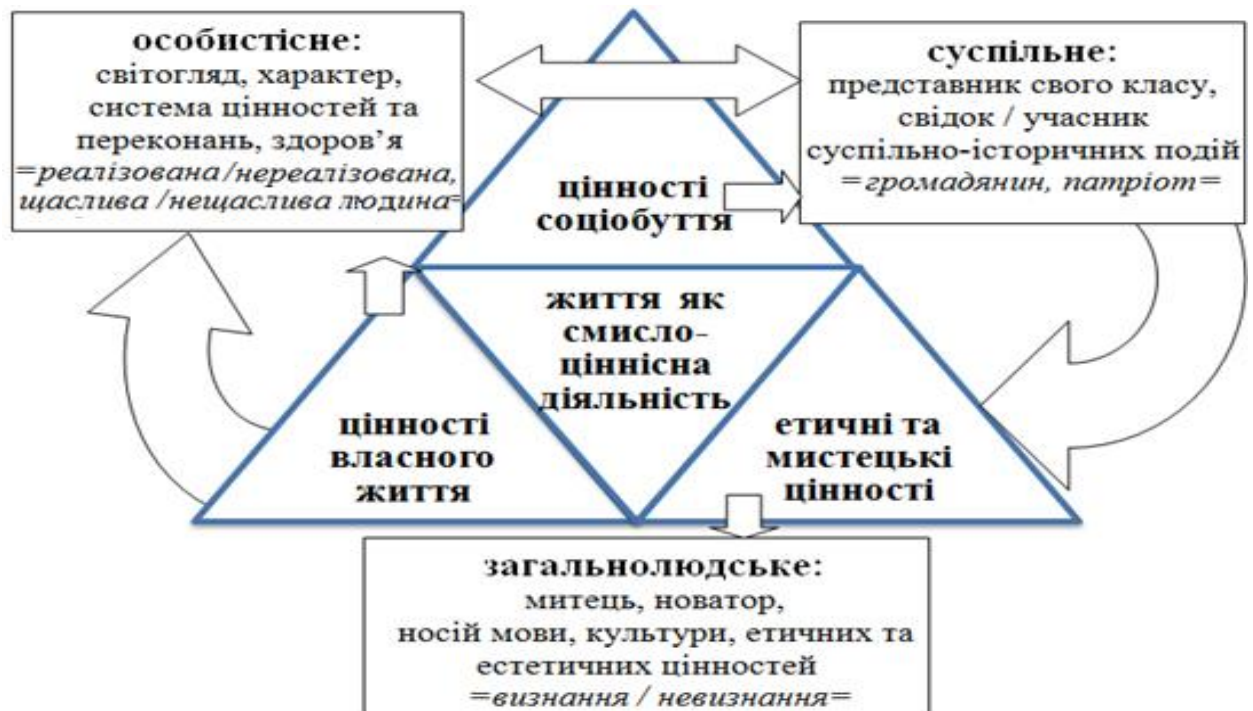 особистісне:
світогляд, характер,
система цінностей та
переконань, здоров’я
=реалізована/нереалізована,
щаслива/нещаслива людина=
суспільне:
представник свого класу,
свідок / учасник
суспільно-історичних подій
=громадянин, патріот=
цінності
соціобуття
життя як
смисло-
ціннісна
діяльність
цінності
власного
життя
етичні та
мистецькі
цінності
загальнолюдське:
митець, новатор,
носій мови, культури, етичних та
естетичних цінностей
=визнання / невизнання=